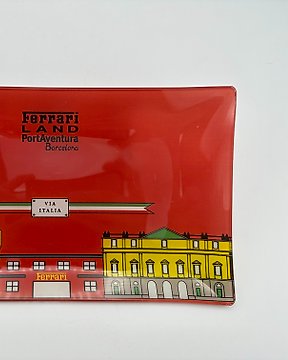 Ferrari
LAND
PortAventura
Barcelona
VIA
ITALIA
Ferrari